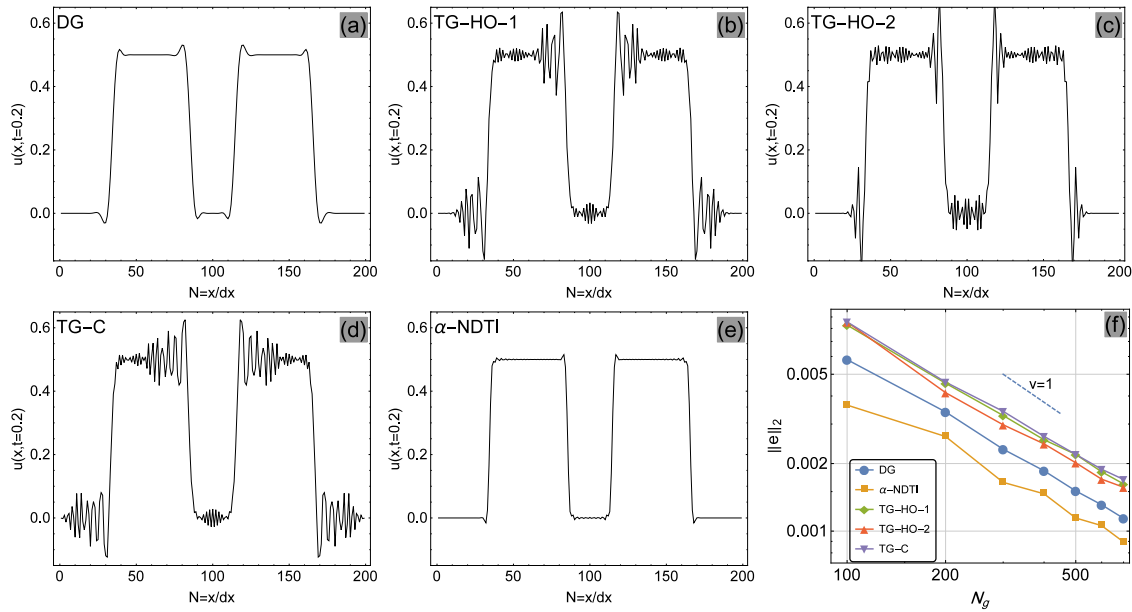 DG
(a)
0.6
0.4
0.2
0.0
u(x,t=0.2)
0 50 100 150 200
N=x/dx
TG-HO-1
(b)
0.6
0.4
0.2
0.0
u(x,t=0.2)
0 50 100 150 200
N=x/dx
TG-HO-2
(c)
0.6
0.4
0.2
0.0
u(x,t=0.2)
0 50 100 150 200
N=x/dx
TG-C
(d)
0.6
0.4
0.2
0.0
u(x,t=0.2)
0 50 100 150 200
N=x/dx
α-NDTI
(e)
0.6
0.4
0.2
0.0
u(x,t=0.2)
0 50 100 150 200
N=x/dx
(f)
0.005
0.002
0.001
||e||₂
v=1
DG
α-NDTI
TG-HO-1
TG-HO-2
TG-C
100 200 500
N_g